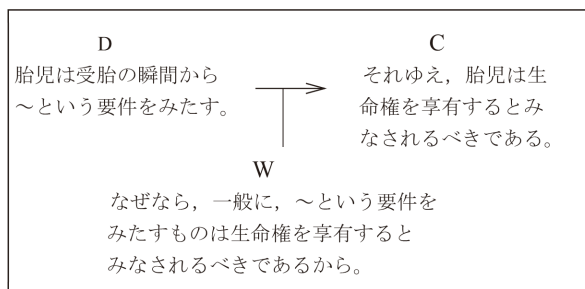 D
胎児は受胎の瞬間から
～という要件をみたす。
C
それゆえ，胎児は生
命権を享有するとみ
なされるべきである。
W
なぜなら，一般に，～という要件を
みたすものは生命権を享有すると
みなされるべきであるから。